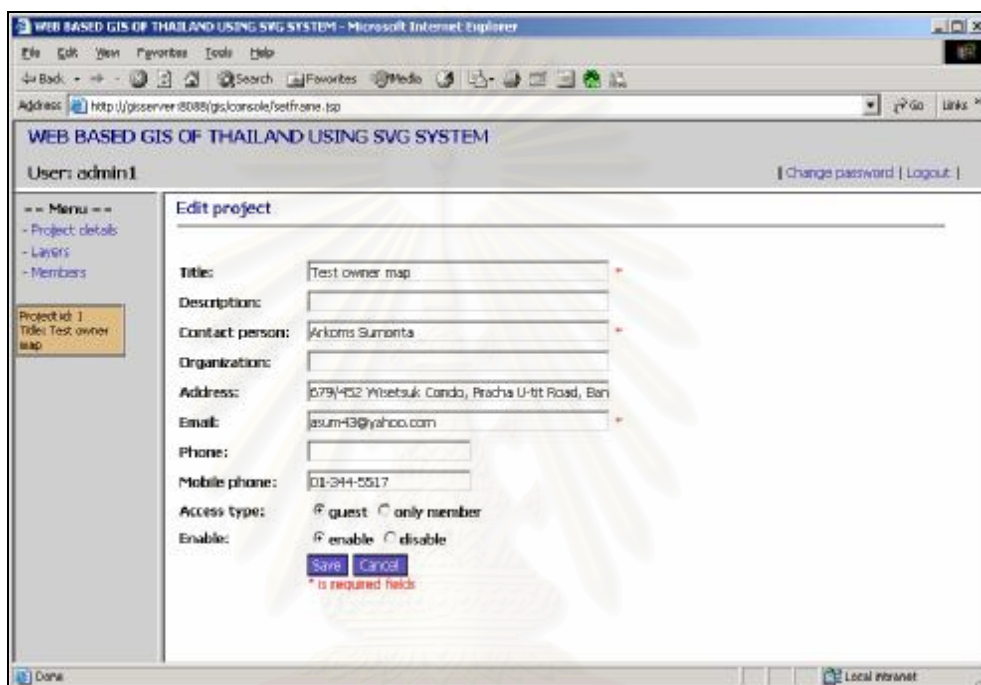 WEB BASED GIS OF THAILAND USING SVG SYSTEM - Microsoft Internet Explorer
File Edit View Favorites Tools Help
Back Search Favorites Media
Address http://gisserver:8088/gis/console/setframe.jsp Go Links »
WEB BASED GIS OF THAILAND USING SVG SYSTEM
User: admin1
| Change password | Logout |
-- Menu --
- Project details
- Layers
- Members
Project id: 1
Title: Test owner
map
Edit project
Title: Test owner map *
Description:
Contact person: Arkoms Sumonta *
Organization:
Address: 679/452 Wisetsuk Condo, Pracha U-tit Road, Ban
Email: asum43@yahoo.com *
Phone:
Mobile phone: 01-344-5517
Access type: guest only member
Enable: enable disable
Save Cancel
* is required fields
Done Local intranet